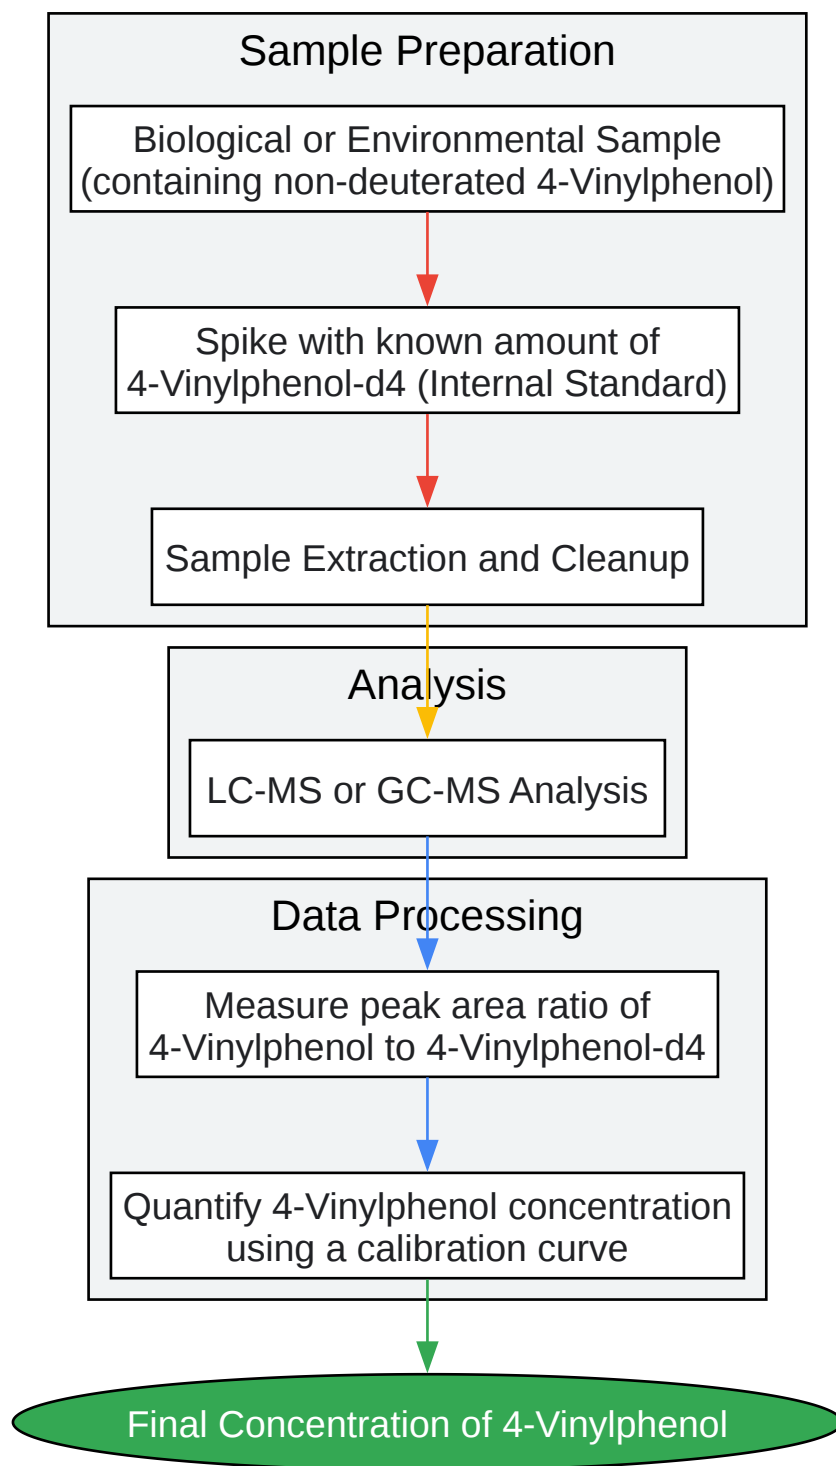 Sample Preparation
Biological or Environmental Sample
(containing non-deuterated 4-Vinylphenol)
Spike with known amount of
4-Vinylphenol-d4 (Internal Standard)
Sample Extraction and Cleanup
Analysis
LC-MS or GC-MS Analysis
Data Processing
Measure peak area ratio of
4-Vinylphenol to 4-Vinylphenol-d4
Quantify 4-Vinylphenol concentration
using a calibration curve
Final Concentration of 4-Vinylphenol